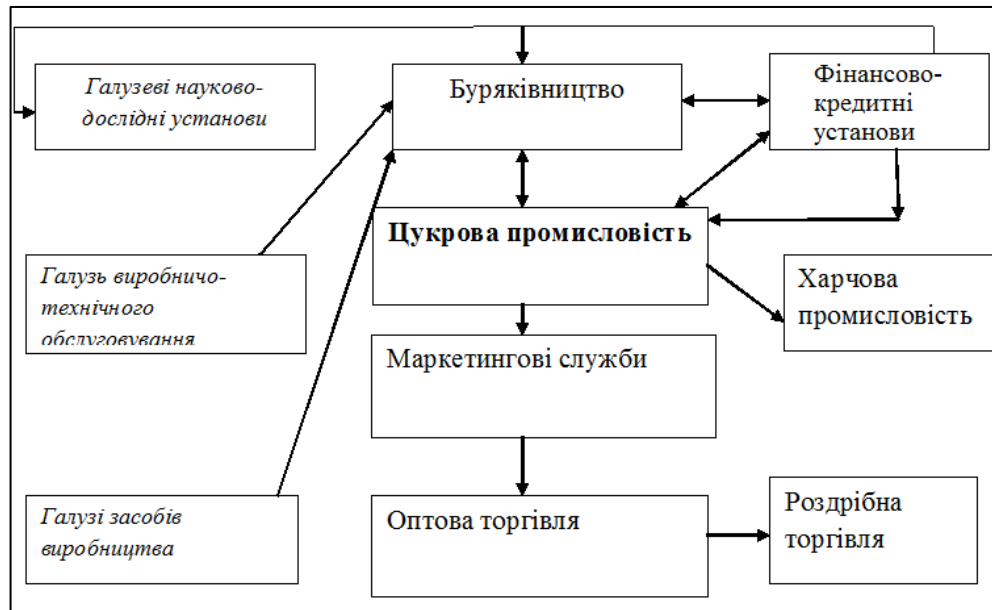 Галузеві науково-
дослідні установи
Буряківництво
Фінансово-
кредитні
установи
Цукрова промисловість
Галузь виробничо-
технічного
обслуговування
Харчова
промисловість
Маркетингові служби
Галузі засобів
виробництва
Оптова торгівля
Роздрібна
торгівля